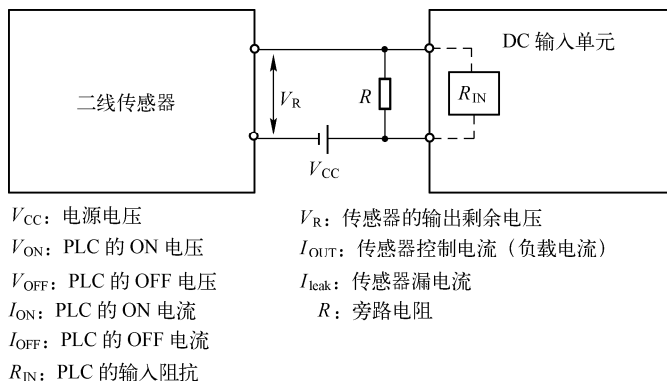 DC 输入单元
二线传感器
V_R
R
R_IN
V_CC
V_CC：电源电压
V_ON：PLC 的 ON 电压
V_OFF：PLC 的 OFF 电压
I_ON：PLC 的 ON 电流
I_OFF：PLC 的 OFF 电流
R_IN：PLC 的输入阻抗
V_R：传感器的输出剩余电压
I_OUT：传感器控制电流（负载电流）
I_leak：传感器漏电流
R：旁路电阻